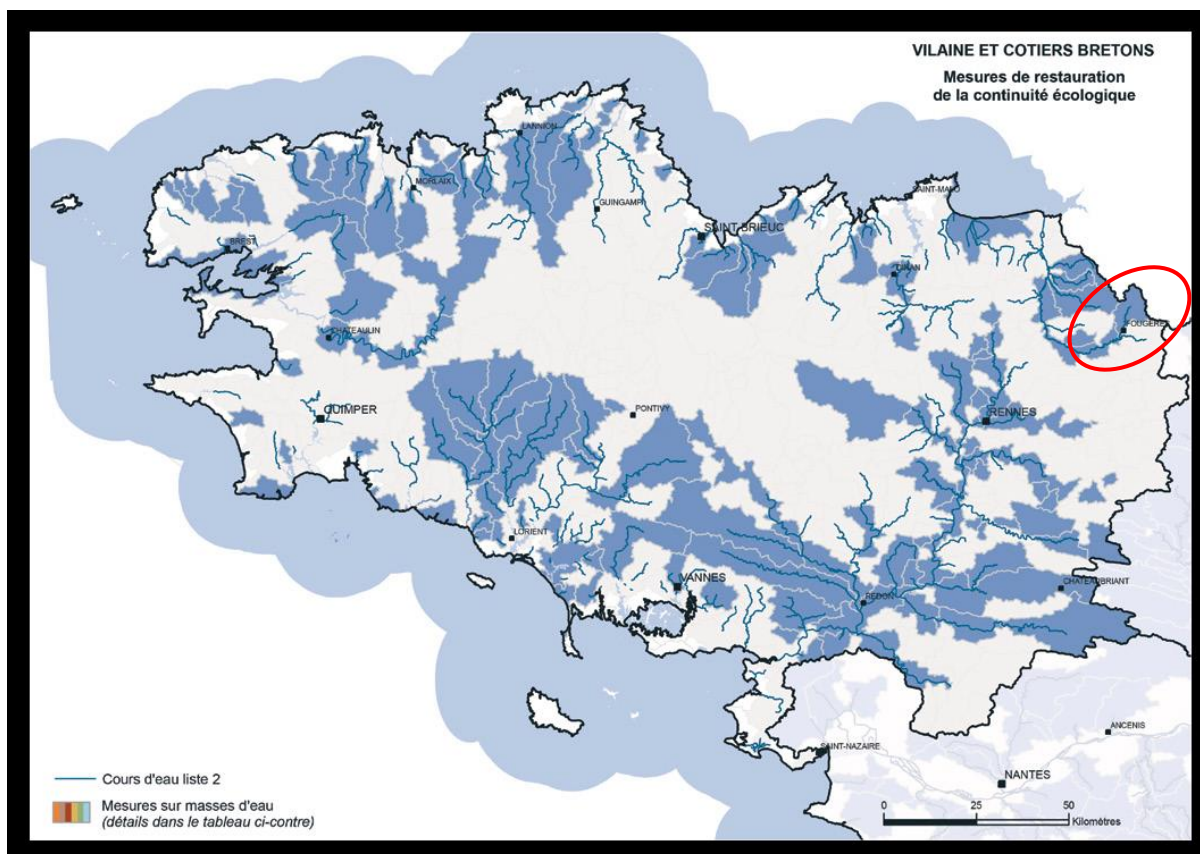 VILAINE ET COTIERS BRETONS
Mesures de restauration
de la continuité écologique
LANNION
MORLAIX
GUINGAMP
SAINT-MALO
SAINT-BRIEUC
BREST
DINAN
FOUGERE
CHATEAULIN
QUIMPER
PONTIVY
RENNES
LORIENT
VANNES
REDON
CHATEAUBRIANT
ANCENIS
SAINT-NAZAIRE
NANTES
Cours d'eau liste 2
Mesures sur masses d'eau
(détails dans le tableau ci-contre)
0 25 50
Kilomètres